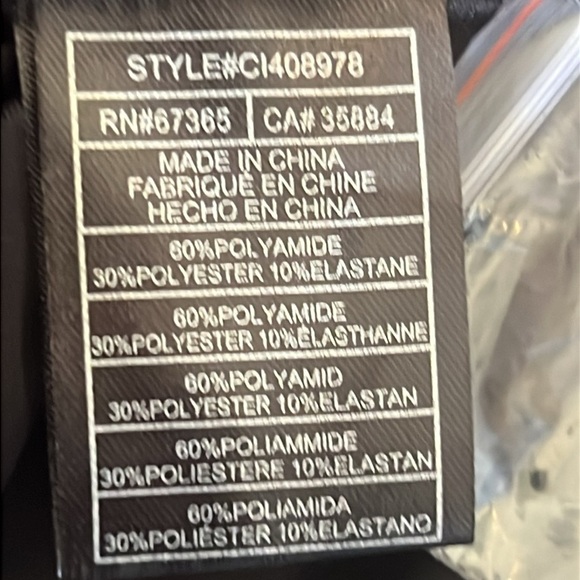 STYLE#CI408978
RN#67365 CA# 35884
MADE IN CHINA
FABRIQUÉ EN CHINE
HECHO EN CHINA
60%POLYAMIDE
30%POLYESTER 10%ELASTANE
60%POLYAMIDE
30%POLYESTER 10%ÉLASTHANNE
60%POLYAMID
30%POLYESTER 10%ELASTAN
60%POLIAMMIDE
30%POLIESTERE 10%ELASTAN
60%POLIAMIDA
30%POLIÉSTER 10%ELASTANO